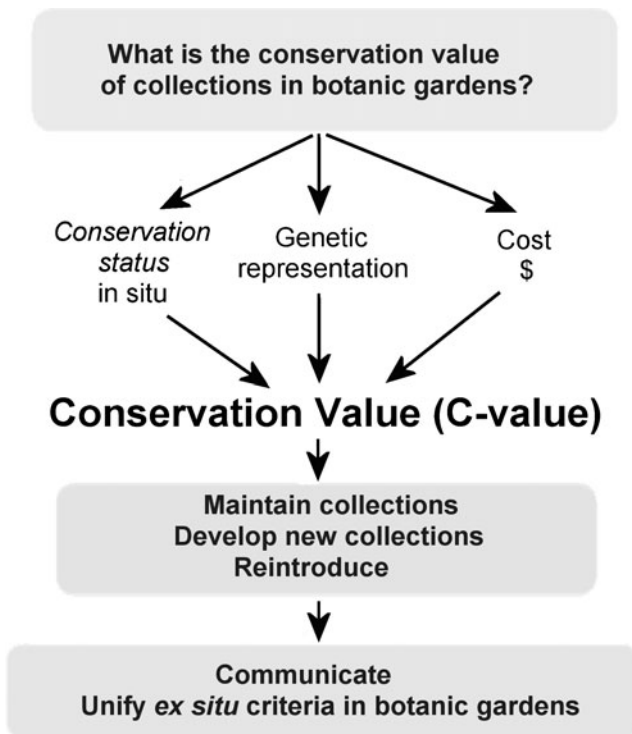 What is the conservation value
of collections in botanic gardens?
Conservation
status
in situ
Genetic
representation
Cost
$
Conservation Value (C-value)
Maintain collections
Develop new collections
Reintroduce
Communicate
Unify ex situ criteria in botanic gardens